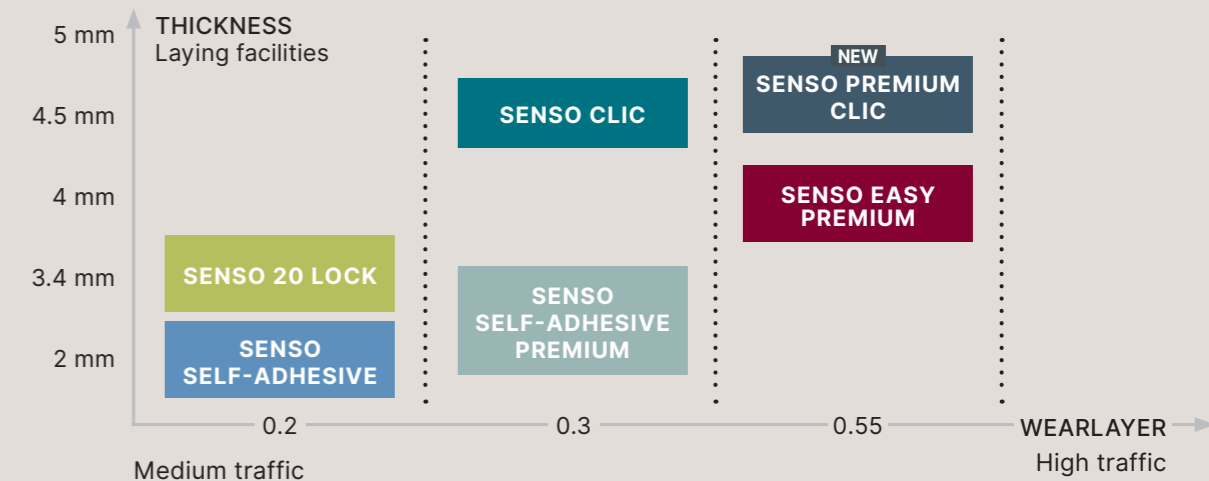 5 mm
THICKNESS
Laying facilities
NEW
SENSO PREMIUM
CLIC
4.5 mm
SENSO CLIC
4 mm
SENSO EASY
PREMIUM
3.4 mm
SENSO 20 LOCK
SENSO
SELF-ADHESIVE
PREMIUM
2 mm
SENSO
SELF-ADHESIVE
0.2
0.3
0.55
WEARLAYER
Medium traffic
High traffic